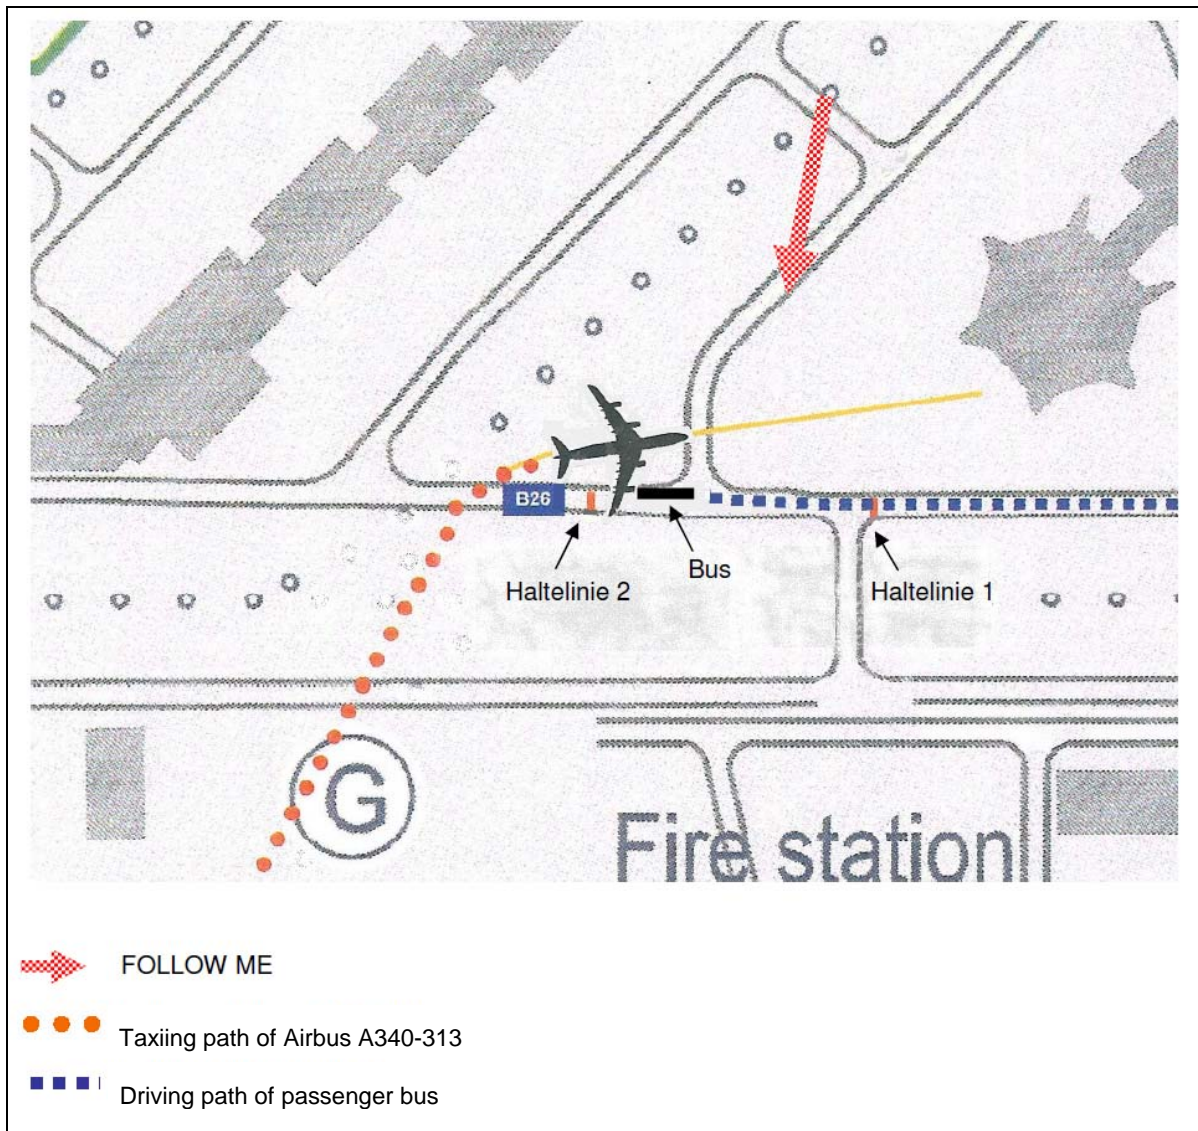 B26
Bus
Haltelinie 2
Haltelinie 1
G
Fire station
FOLLOW ME
Taxiing path of Airbus A340-313
Driving path of passenger bus